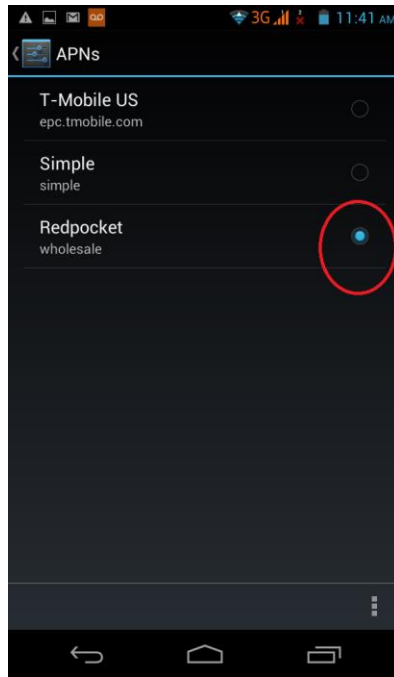 3G 11:41 AM
APNs
T-Mobile US
epc.tmobile.com
Simple
simple
Redpocket
wholesale